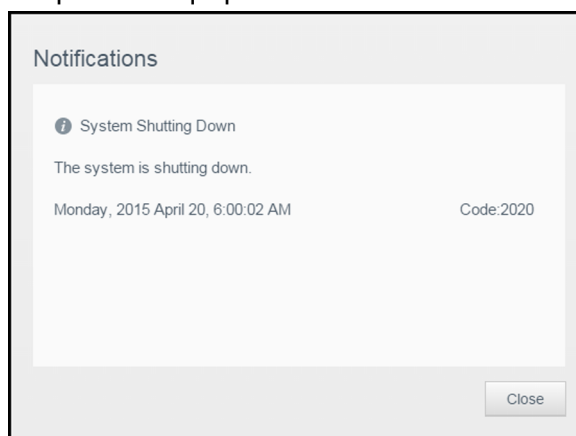 Notifications
System Shutting Down
The system is shutting down.
Monday, 2015 April 20, 6:00:02 AM Code:2020
Close